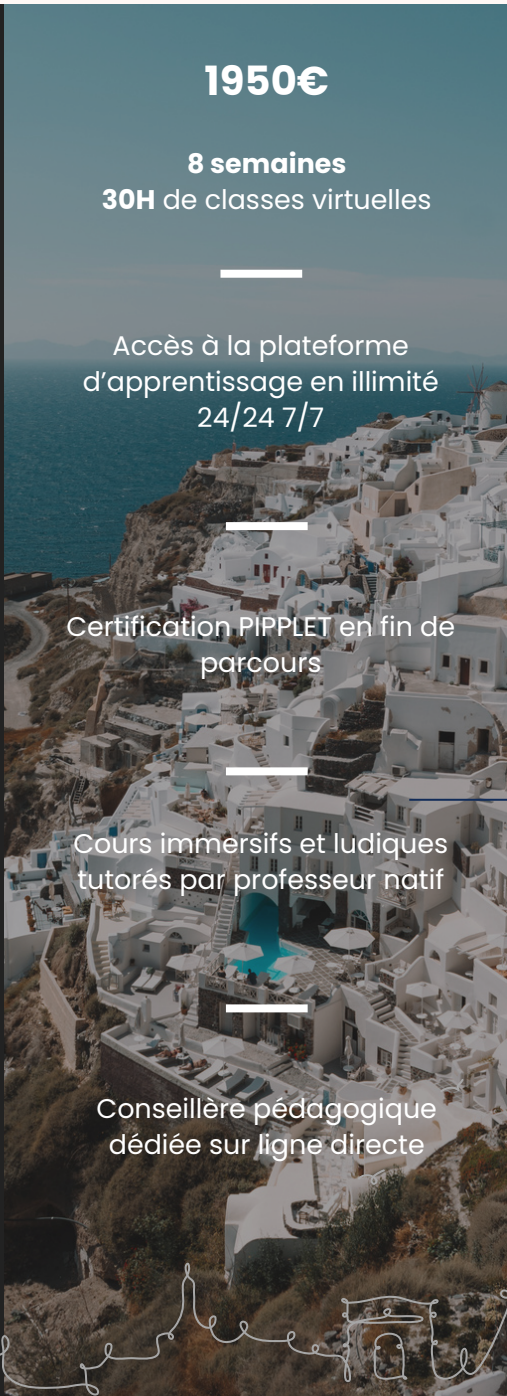 1950€
8 semaines
30H de classes virtuelles
Accès à la plateforme
d'apprentissage en illimité
24/24 7/7
Certification PIPPLET en fin de
parcours
Cours immersifs et ludiques
tutorés par professeur natif
Conseillère pédagogique
dédiée sur ligne directe